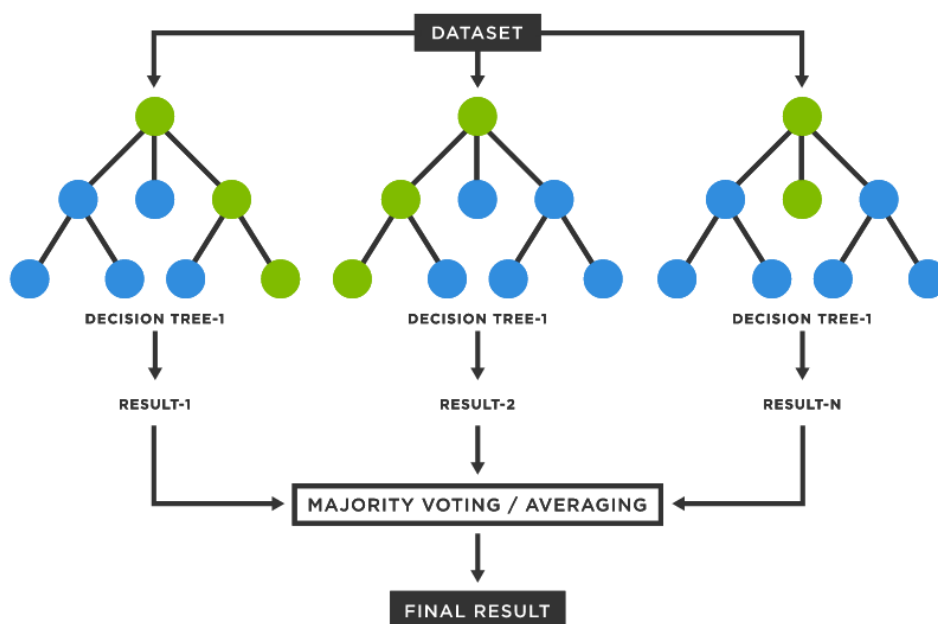 DATASET
DECISION TREE-1
DECISION TREE-1
DECISION TREE-1
RESULT-1
RESULT-2
RESULT-N
MAJORITY VOTING / AVERAGING
FINAL RESULT